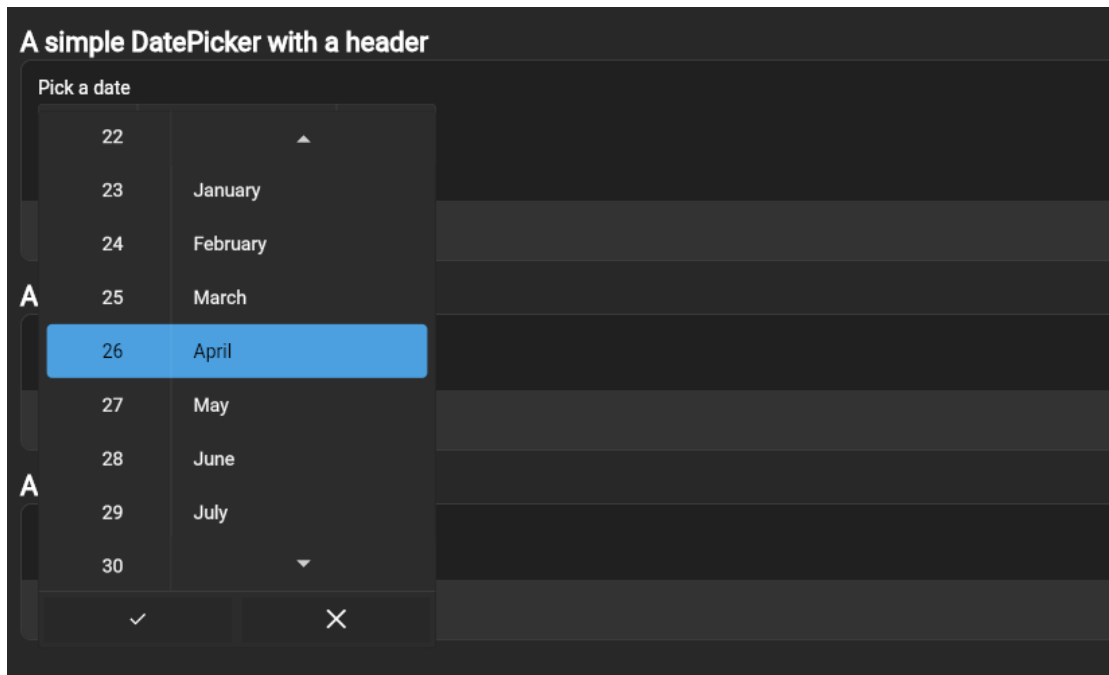 A simple DatePicker with a header
Pick a date
22
23 January
24 February
25 March
26 April
27 May
28 June
29 July
30
A
A